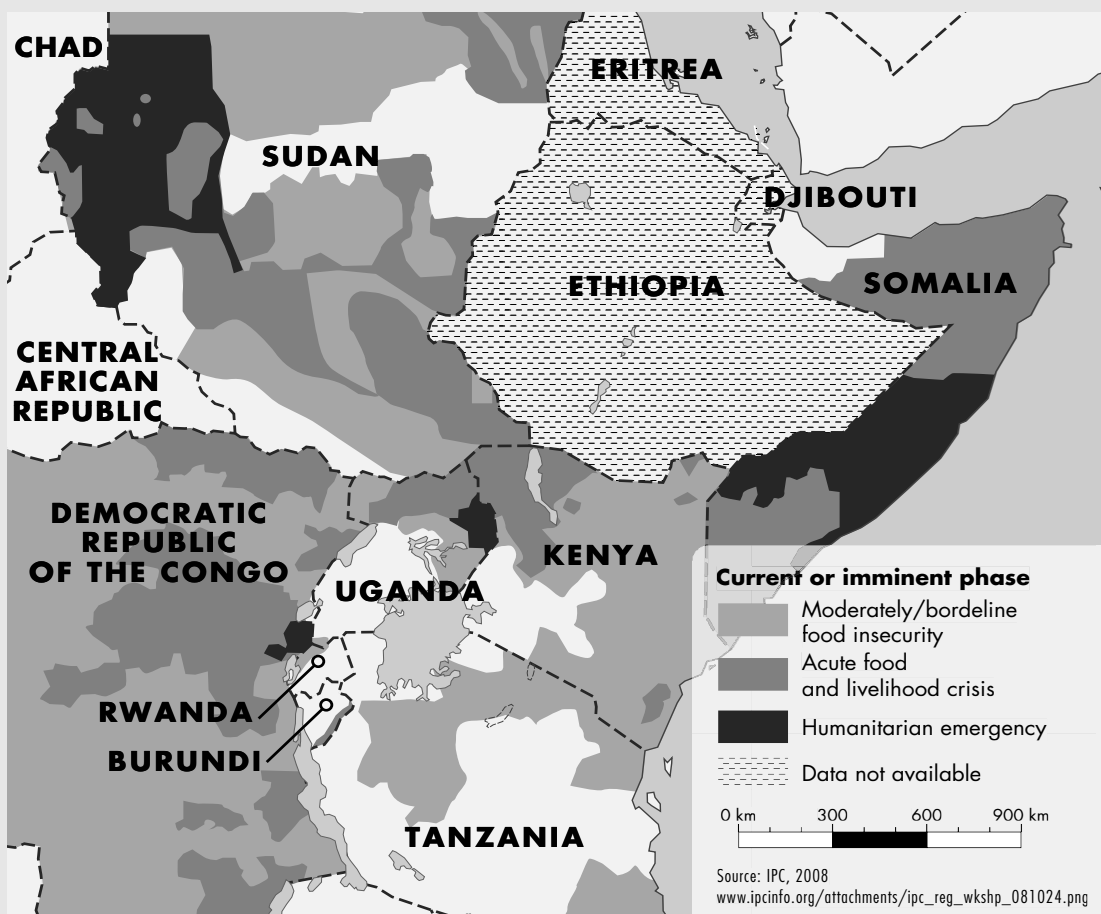 CHAD
ERITREA
SUDAN
DJIBOUTI
ETHIOPIA
SOMALIA
CENTRAL
AFRICAN
REPUBLIC
DEMOCRATIC
REPUBLIC
OF THE CONGO
KENYA
UGANDA
RWANDA
BURUNDI
TANZANIA
Current or imminent phase
Moderately/bordeline
food insecurity
Acute food
and livelihood crisis
Humanitarian emergency
Data not available
0 km 300 600 900 km
Source: IPC, 2008
www.ipcinfo.org/attachments/ipc_reg_wkshp_081024.png